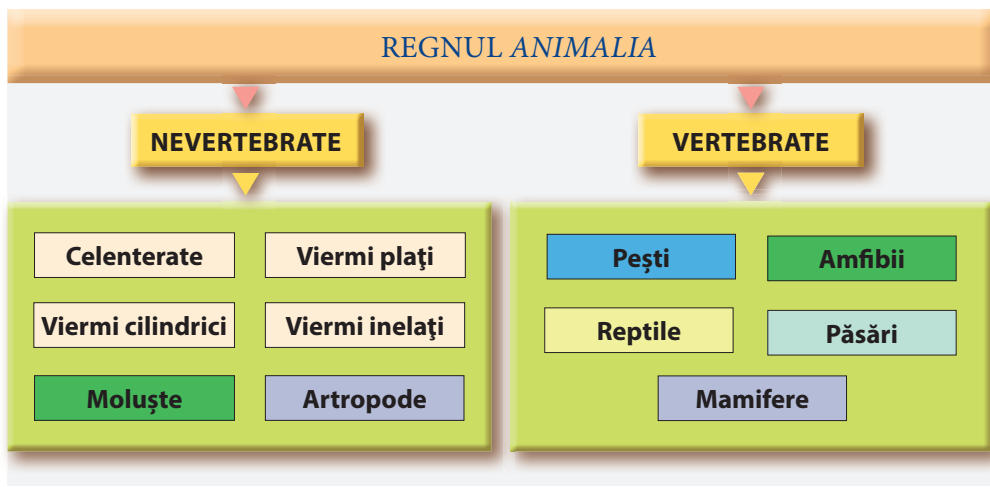 REGNUL ANIMALIA
NEVERTEBRATE
VERTEBRATE
Celenterate
Viermi plaţi
Viermi cilindrici
Viermi inelaţi
Moluște
Artropode
Pești
Amfibii
Reptile
Păsări
Mamifere